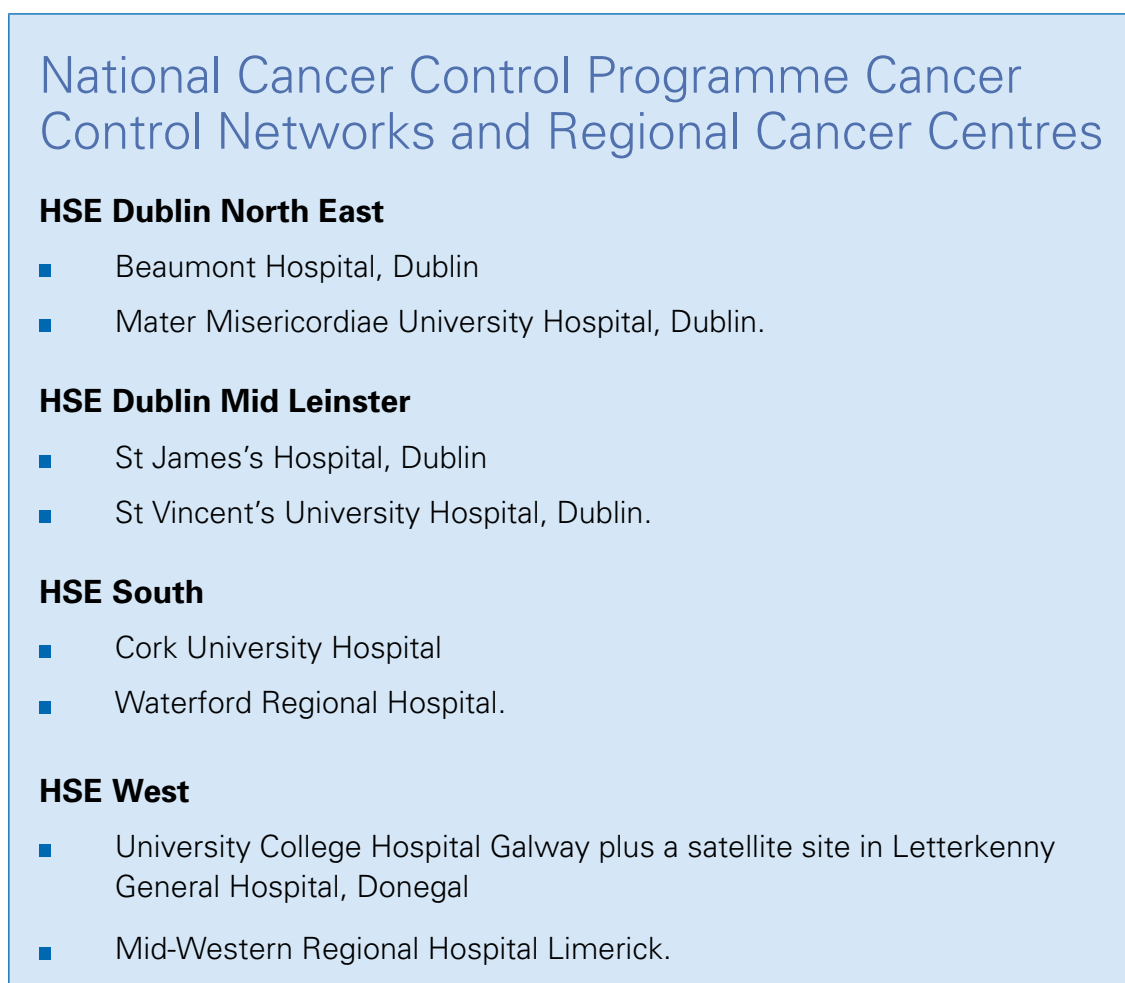 National Cancer Control Programme Cancer
Control Networks and Regional Cancer Centres
HSE Dublin North East
Beaumont Hospital, Dublin
Mater Misericordiae University Hospital, Dublin.
HSE Dublin Mid Leinster
St James’s Hospital, Dublin
St Vincent’s University Hospital, Dublin.
HSE South
Cork University Hospital
Waterford Regional Hospital.
HSE West
University College Hospital Galway plus a satellite site in Letterkenny
General Hospital, Donegal
Mid-Western Regional Hospital Limerick.